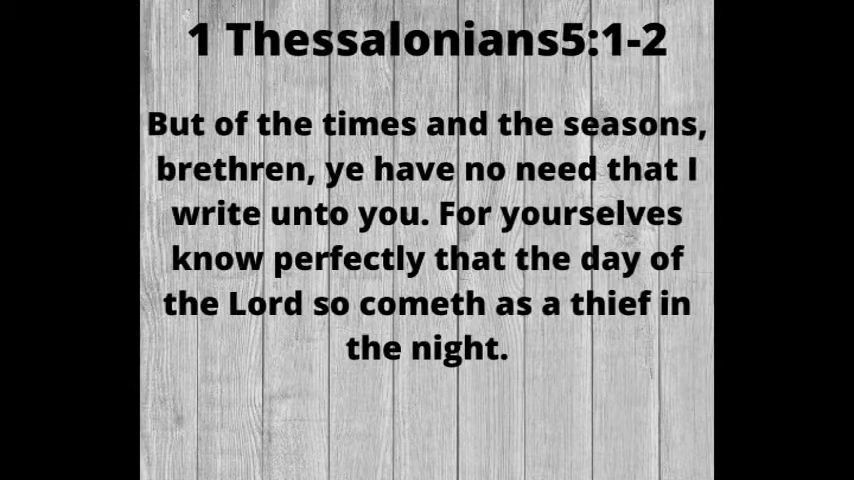 1 Thessalonians5:1-2
But of the times and the seasons,
brethren, ye have no need that I
write unto you. For yourselves
know perfectly that the day of
the Lord so cometh as a thief in
the night.